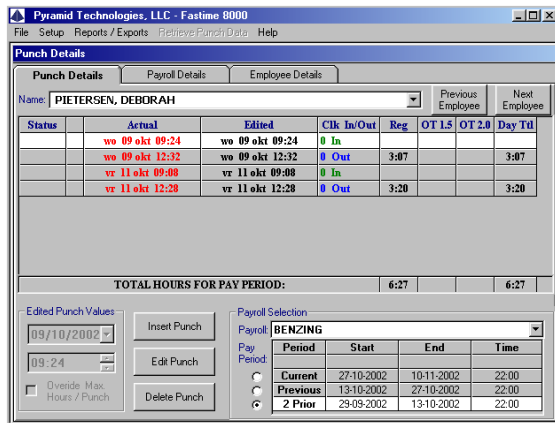 Pyramid Technologies, LLC - Fastime 8000
File Setup Reports / Exports Retrieve Punch Data Help
Punch Details
Punch Details Payroll Details Employee Details
Name: PIETERSEN, DEBORAH Previous Employee Next Employee
Status Actual Edited Clk In/Out Reg OT 1.5 OT 2.0 Day Ttl
wo 09 okt 09:24 wo 09 okt 09:24 0 In
wo 09 okt 12:32 wo 09 okt 12:32 0 Out 3:07 3:07
vr 11 okt 09:08 vr 11 okt 09:08 0 In
vr 11 okt 12:28 vr 11 okt 12:28 0 Out 3:20 3:20
TOTAL HOURS FOR PAY PERIOD: 6:27 6:27
Edited Punch Values
09/10/2002
09:24
Overide Max.
Hours / Punch
Insert Punch
Edit Punch
Delete Punch
Payroll Selection
Payroll: BENZING
Pay Period: Period Start End Time
Current 27-10-2002 10-11-2002 22:00
Previous 13-10-2002 27-10-2002 22:00
2 Prior 29-09-2002 13-10-2002 22:00